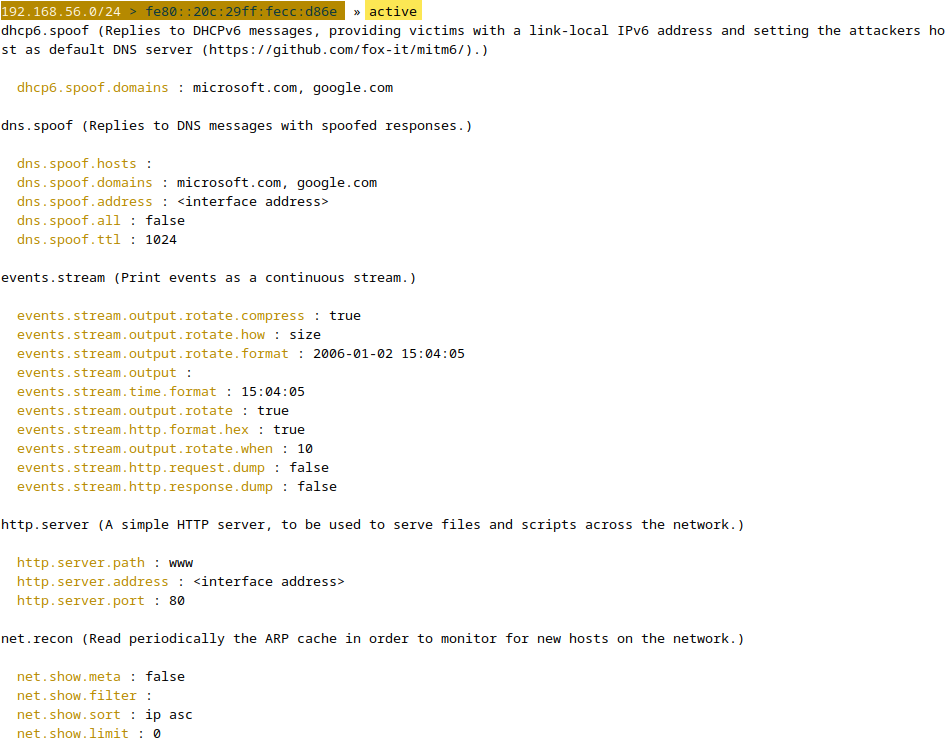 192.168.56.0/24 > fe80::20c:29ff:fecc:d86e » active
dhcp6.spoof (Replies to DHCPv6 messages, providing victims with a link-local IPv6 address and setting the attackers ho
st as default DNS server (https://github.com/fox-it/mitm6/).)
dhcp6.spoof.domains : microsoft.com, google.com
dns.spoof (Replies to DNS messages with spoofed responses.)
dns.spoof.hosts :
dns.spoof.domains : microsoft.com, google.com
dns.spoof.address : <interface address>
dns.spoof.all : false
dns.spoof.ttl : 1024
events.stream (Print events as a continuous stream.)
events.stream.output.rotate.compress : true
events.stream.output.rotate.how : size
events.stream.output.rotate.format : 2006-01-02 15:04:05
events.stream.output :
events.stream.time.format : 15:04:05
events.stream.output.rotate : true
events.stream.http.format.hex : true
events.stream.output.rotate.when : 10
events.stream.http.request.dump : false
events.stream.http.response.dump : false
http.server (A simple HTTP server, to be used to serve files and scripts across the network.)
http.server.path : www
http.server.address : <interface address>
http.server.port : 80
net.recon (Read periodically the ARP cache in order to monitor for new hosts on the network.)
net.show.meta : false
net.show.filter :
net.show.sort : ip asc
net.show.limit : 0